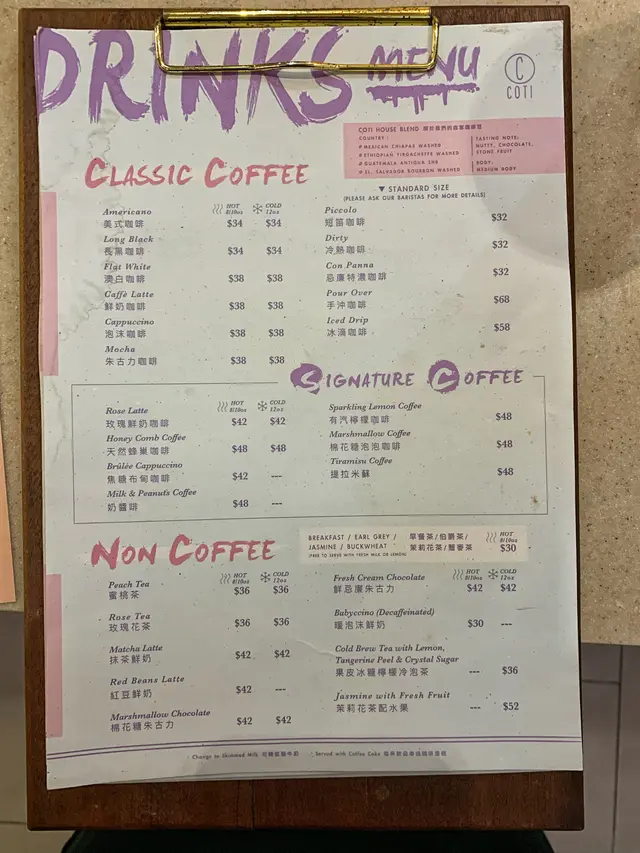 DRINKS MENU
C
COTI
COTI HOUSE BLEND
COUNTRY :
#MEXICAN CHIAPAS WASHED
#ETHIOPIAN YIRGACHEFFE WASHED
#GUATEMALA ANTIGUA SHB
#EL SALVADOR BOURBON WASHED
TASTING NOTE:
NUTTY, CHOCOLATE,
STONE FRUIT
BODY:
MEDIUM BODY
CLASSIC COFFEE
▼ STANDARD SIZE
(PLEASE ASK OUR BARISTAS FOR MORE DETAILS)
HOT 8/10oz COLD 12oz
Americano
美式咖啡 $34 $34
Long Black
長黑咖啡 $34 $34
Flat White
澳白咖啡 $38 $38
Caffè Latte
鮮奶咖啡 $38 $38
Cappuccino
泡沫咖啡 $38 $38
Mocha
朱古力咖啡 $38 $38
Piccolo
短笛咖啡 $32
Dirty
冷熱咖啡 $32
Con Panna
忌廉特濃咖啡 $32
Pour Over
手沖咖啡 $68
Iced Drip
冰滴咖啡 $58
SIGNATURE COFFEE
HOT 8/10oz COLD 12oz
Rose Latte
玫瑰鮮奶咖啡 $42 $42
Honey Comb Coffee
天然蜂巢咖啡 $48 $48
Brûlée Cappuccino
焦糖布甸咖啡 $42 ---
Milk & Peanuts Coffee
奶醬豩 $48
Sparkling Lemon Coffee
有汽檸檬咖啡 $48
Marshmallow Coffee
棉花糖泡泡咖啡 $48
Tiramisu Coffee
提拉米蘇 $48
NON COFFEE
BREAKFAST / EARL GREY / 早餐茶/伯爵茶/ HOT 8/10oz
JASMINE / BUCKWHEAT 茉莉花茶/蕎麥茶 $30
(FREE TO SERVE WITH FRESH MILK OR LEMON)
HOT 8/10oz COLD 12oz
Peach Tea
蜜桃茶 $36 $36
Rose Tea
玫瑰花茶 $36 $36
Matcha Latte
抹茶鮮奶 $42 $42
Red Beans Latte
紅豆鮮奶 $42 ---
Marshmallow Chocolate
棉花糖朱古力 $42 $42
HOT 8/10oz COLD 12oz
Fresh Cream Chocolate
鮮忌廉朱古力 $42 $42
Babyccino (Decaffeinated)
暖泡沫鮮奶 $30 ---
Cold Brew Tea with Lemon,
Tangerine Peel & Crystal Sugar
果皮冰糖檸檬冷泡茶 --- $36
Jasmine with Fresh Fruit
茉莉花茶配水果 --- $52
Change to Skimmed Milk Served with Coffee Cake